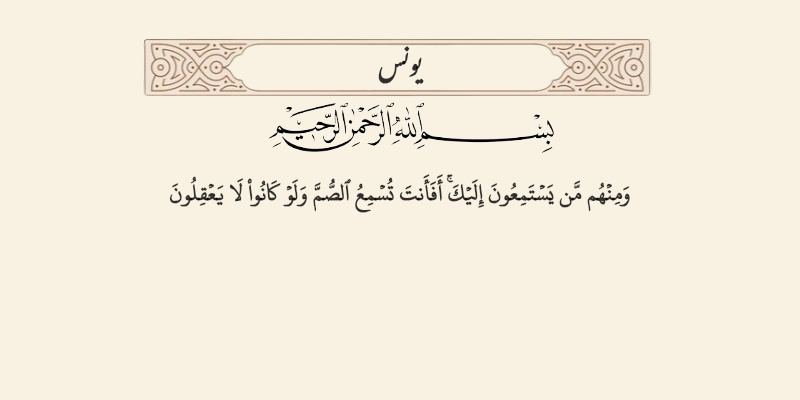 يونس
بِسْمِ ٱللَّهِ ٱلرَّحْمَٰنِ ٱلرَّحِيمِ
وَمِنْهُم مَّن يَسْتَمِعُونَ إِلَيْكَ ۚ أَفَأَنتَ تُسْمِعُ ٱلصُّمَّ وَلَوْ كَانُوا۟ لَا يَعْقِلُونَ